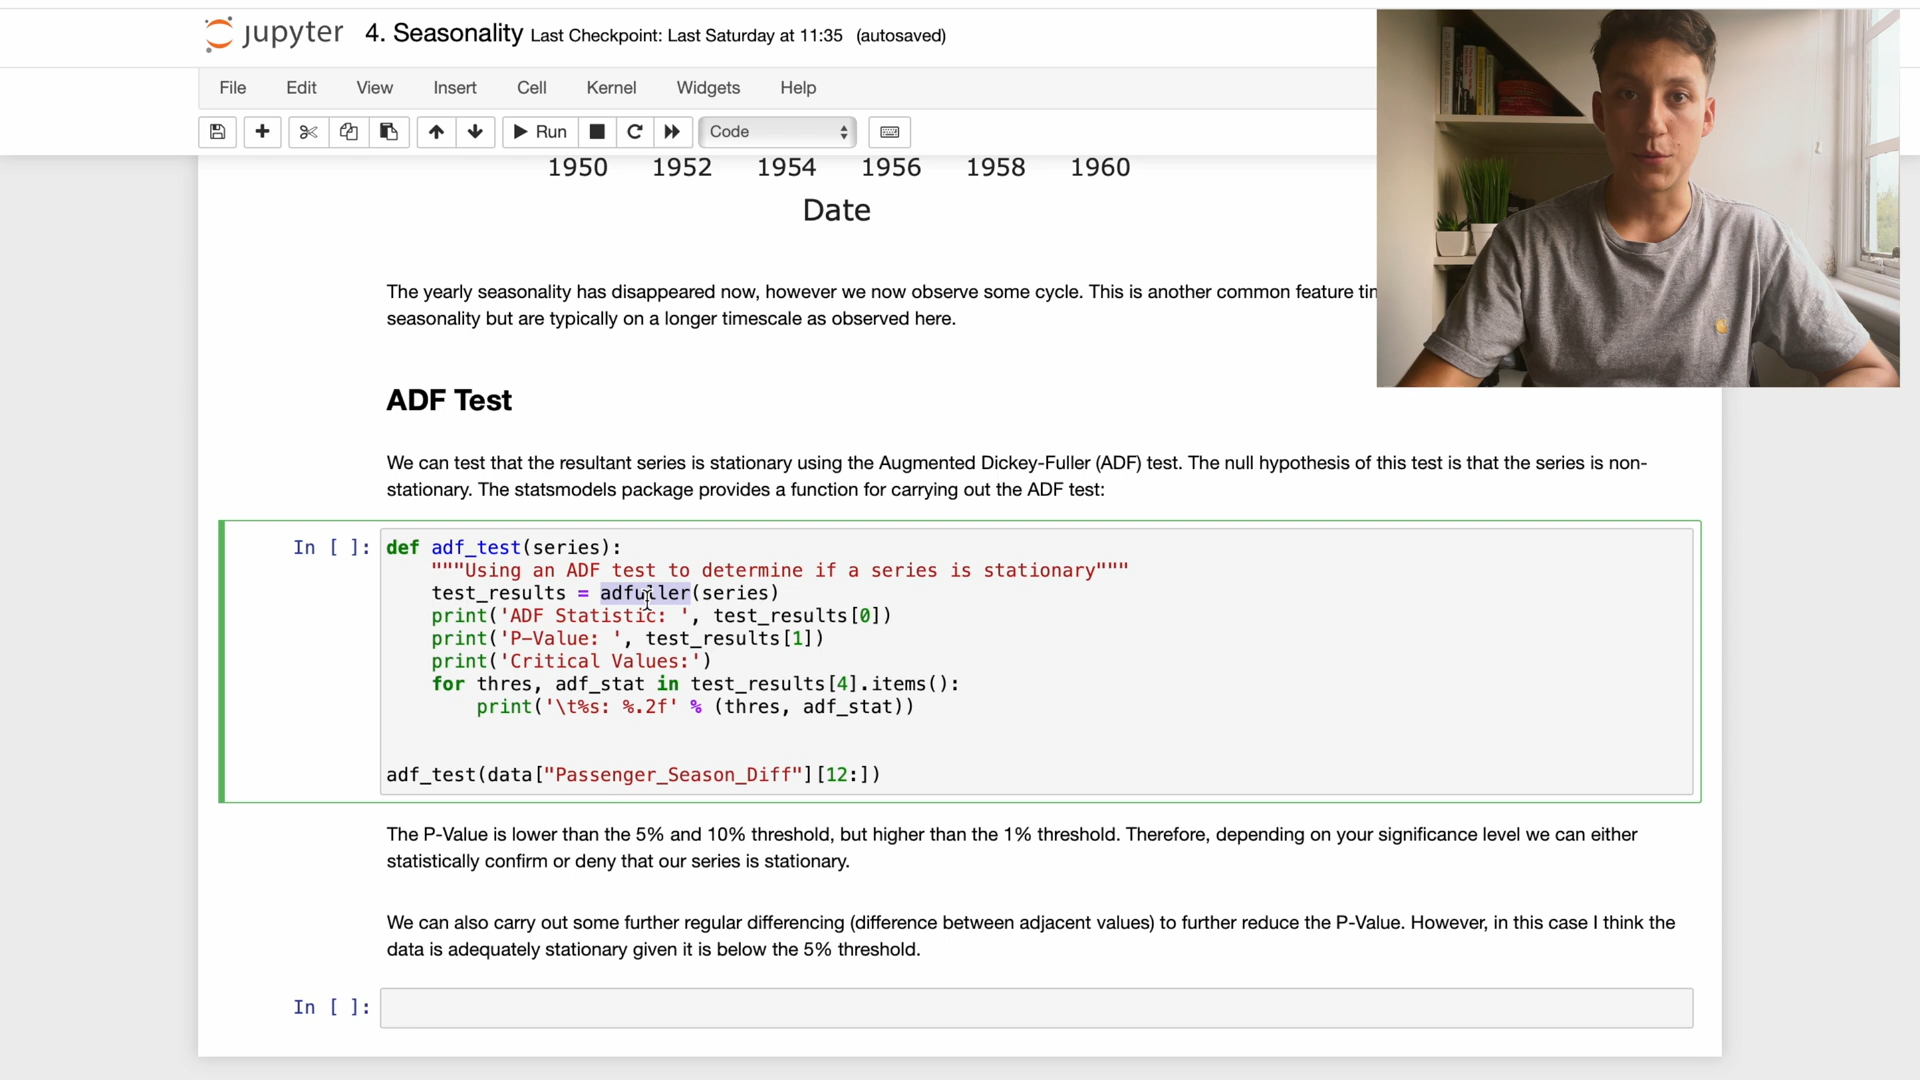 jupyter 4. Seasonality Last Checkpoint: Last Saturday at 11:35 (autosaved)
File Edit View Insert Cell Kernel Widgets Help
Run Code
1950 1952 1954 1956 1958 1960
Date
The yearly seasonality has disappeared now, however we now observe some cycle. This is another common feature
seasonality but are typically on a longer timescale as observed here.
ADF Test
We can test that the resultant series is stationary using the Augmented Dickey-Fuller (ADF) test. The null hypothesis of this test is that the series is non-
stationary. The statsmodels package provides a function for carrying out the ADF test:
In [ ]: def adf_test(series):
"""Using an ADF test to determine if a series is stationary"""
test_results = adfuller(series)
print('ADF Statistic: ', test_results[0])
print('P-Value: ', test_results[1])
print('Critical Values:')
for thres, adf_stat in test_results[4].items():
print('\t%s: %.2f' % (thres, adf_stat))
adf_test(data["Passenger_Season_Diff"][12:])
The P-Value is lower than the 5% and 10% threshold, but higher than the 1% threshold. Therefore, depending on your significance level we can either
statistically confirm or deny that our series is stationary.
We can also carry out some further regular differencing (difference between adjacent values) to further reduce the P-Value. However, in this case I think the
data is adequately stationary given it is below the 5% threshold.
In [ ]: